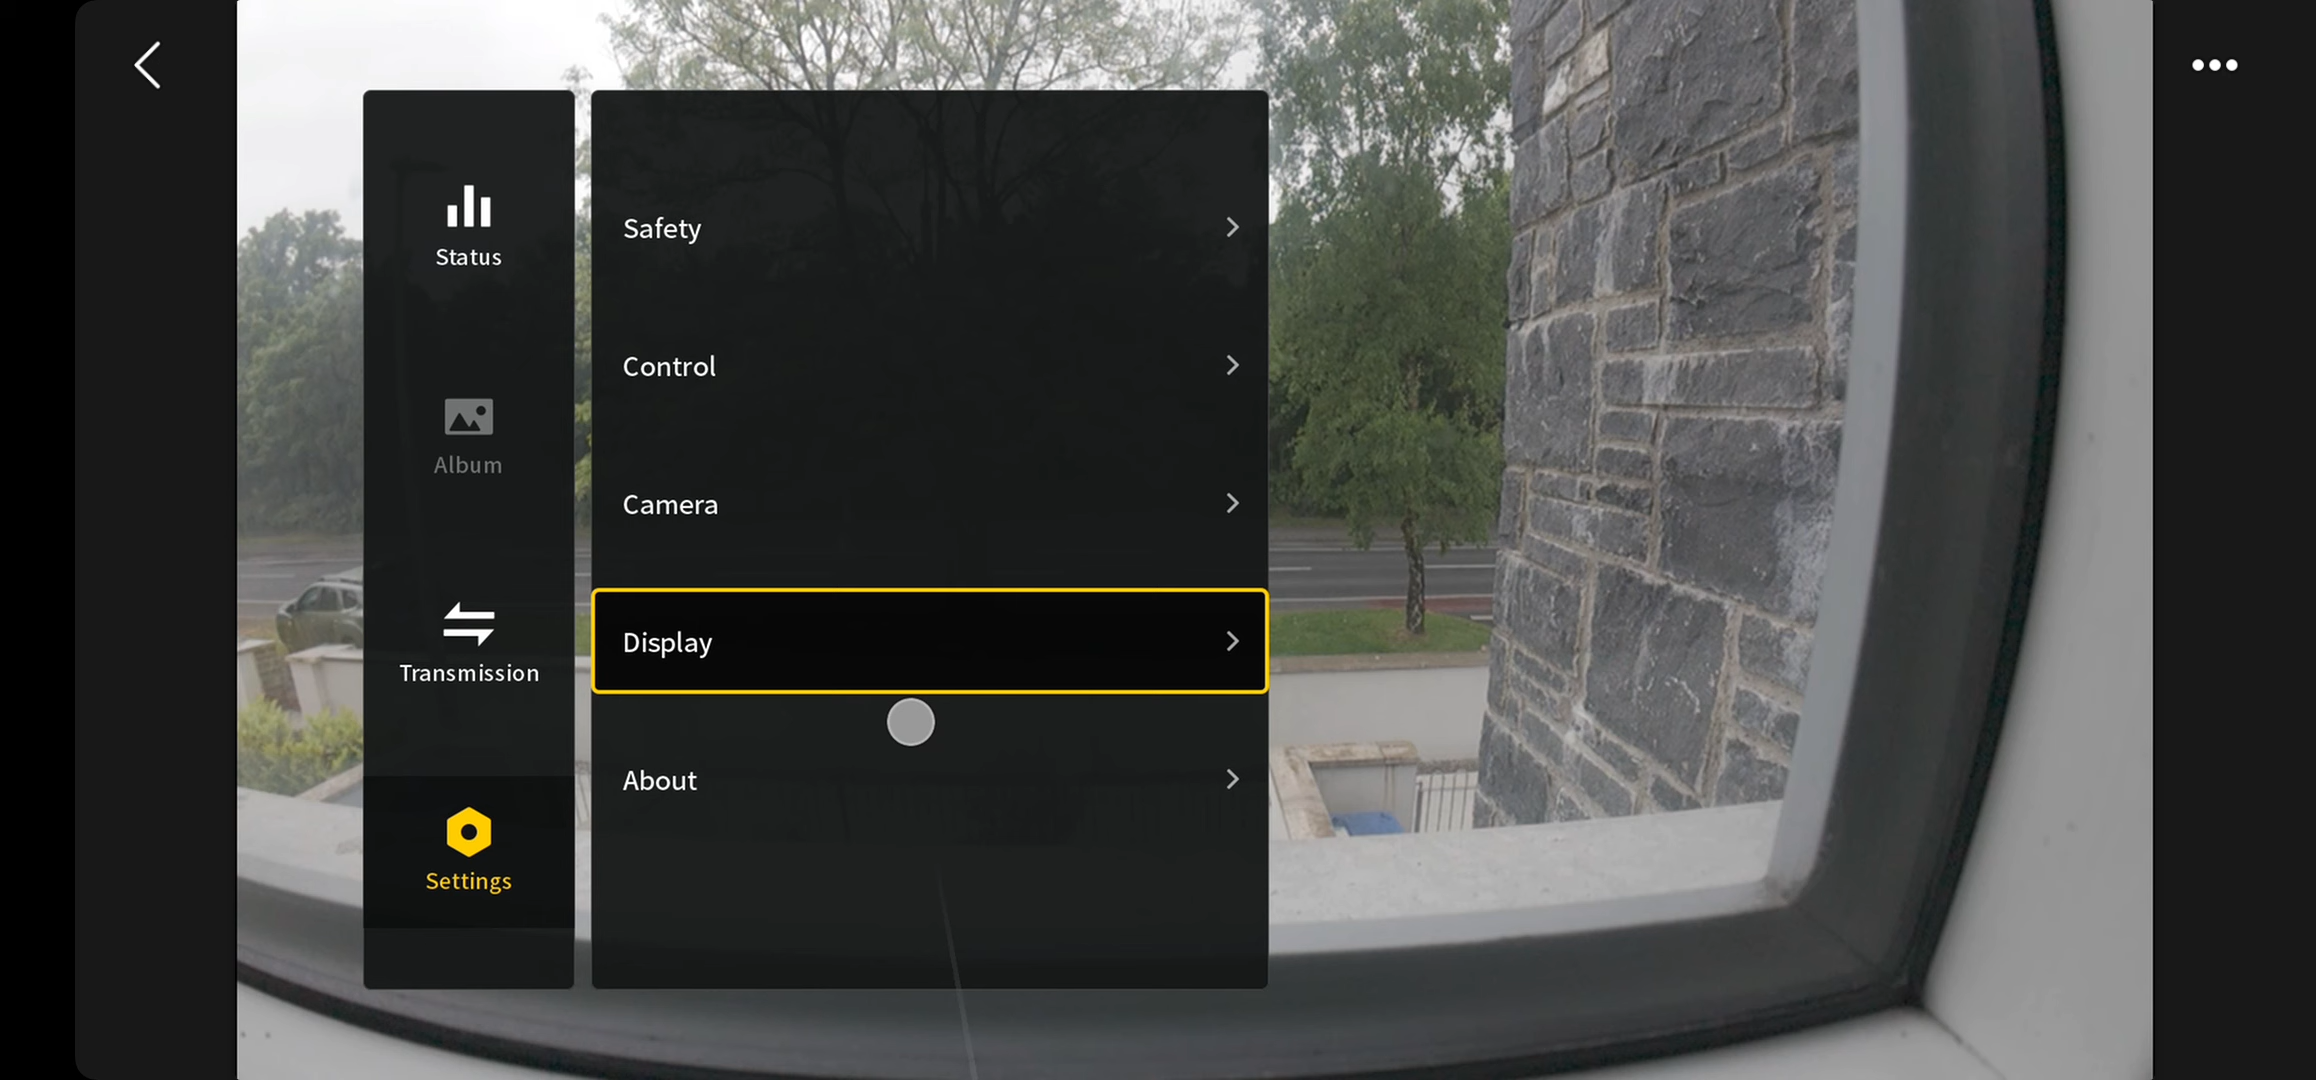 Status
Album
Transmission
Settings
Safety
Control
Camera
Display
About